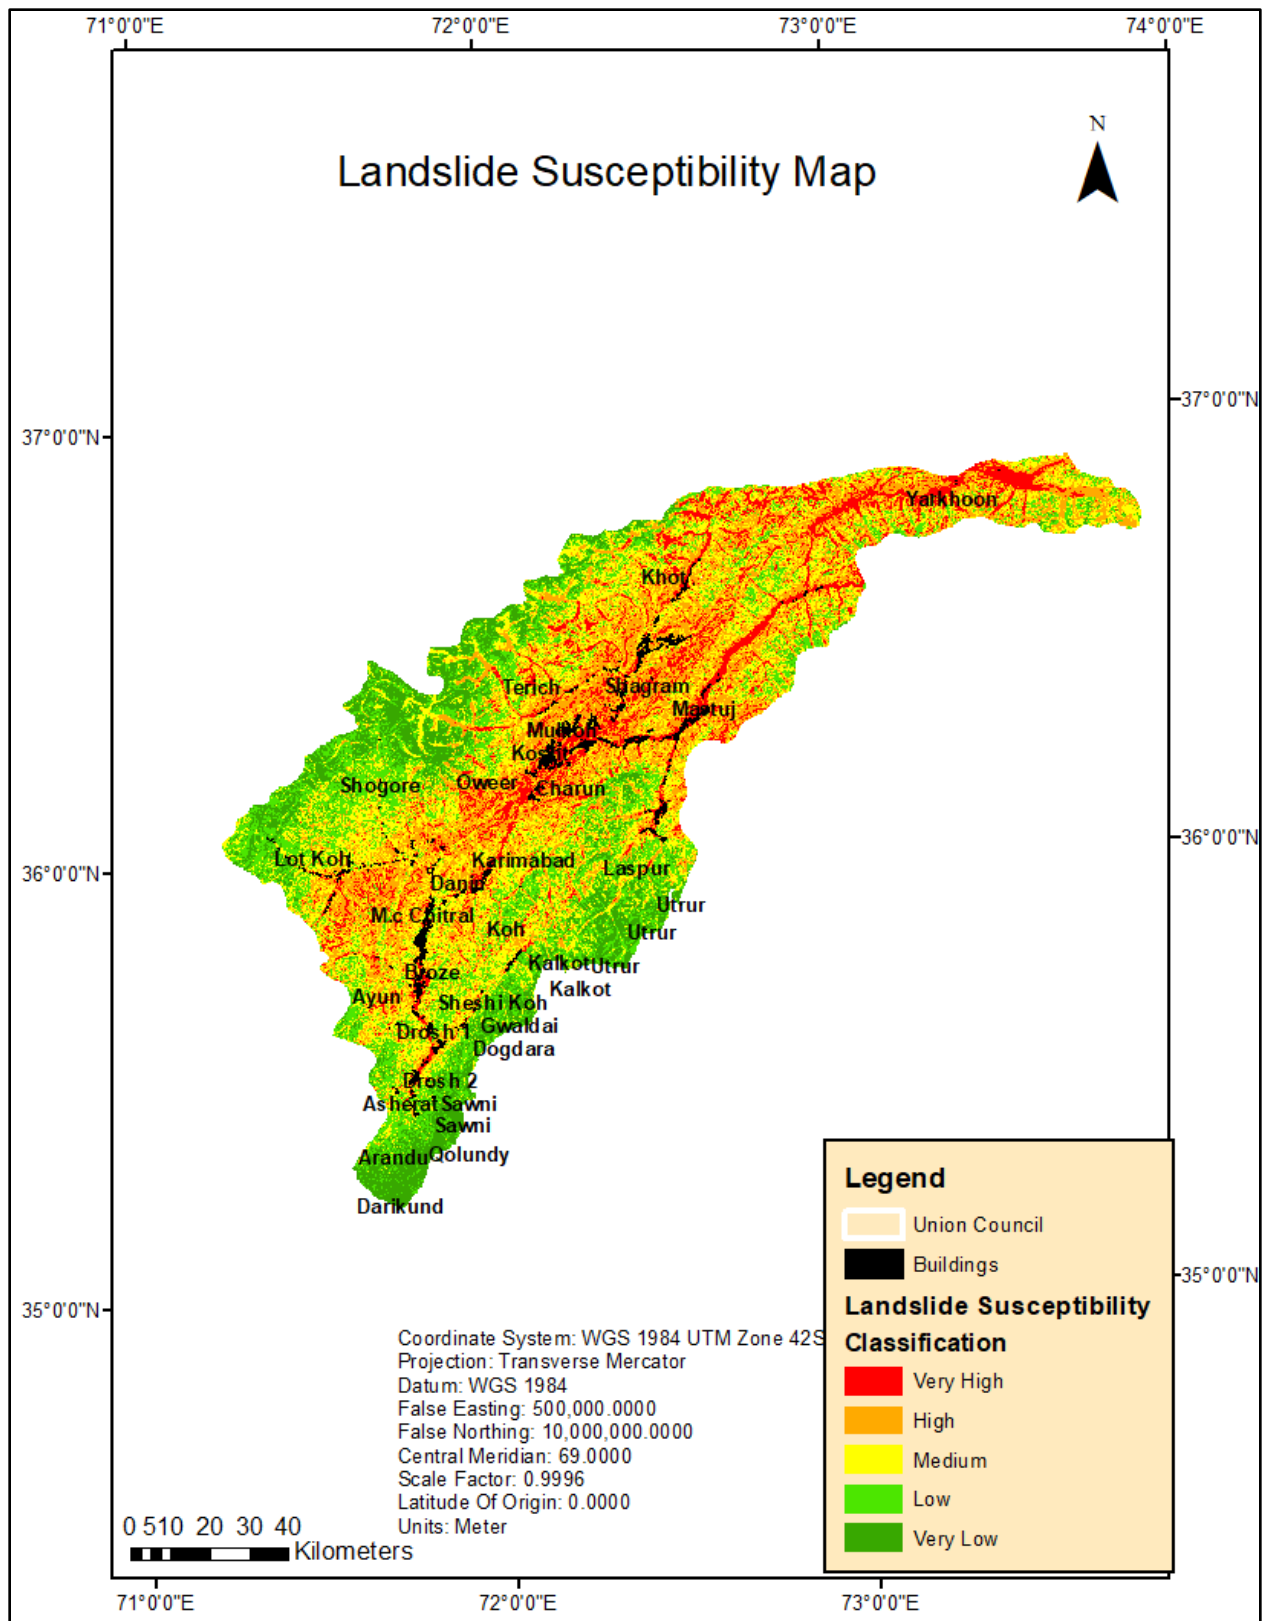 71°0'0"E 72°0'0"E 73°0'0"E 74°0'0"E
N
Landslide Susceptibility Map
37°0'0"N
37°0'0"N
Yarkhoon
Khot
Terich
Shagram
Mastuj
Oweer
Shogore
Charun
36°0'0"N
Lot Koh
Karimabad
Laspur
36°0'0"N
Danin
Utrur
M.c Chitral
Koh
Utrur
Kalkot
Utrur
Broze
Kalkot
Ayun
Sheshi Koh
Gwaldai
Drosh 1
Dogdara
Drosh 2
Asherat
Sawni
Sawni
Arandu
Qolundy
Darikund
35°0'0"N
35°0'0"N
Legend
Union Council
Buildings
Landslide Susceptibility
Classification
Very High
High
Medium
Low
Very Low
Coordinate System: WGS 1984 UTM Zone 42S
Projection: Transverse Mercator
Datum: WGS 1984
False Easting: 500,000.0000
False Northing: 10,000,000.0000
Central Meridian: 69.0000
Scale Factor: 0.9996
Latitude Of Origin: 0.0000
Units: Meter
0 510 20 30 40
Kilometers
71°0'0"E 72°0'0"E 73°0'0"E